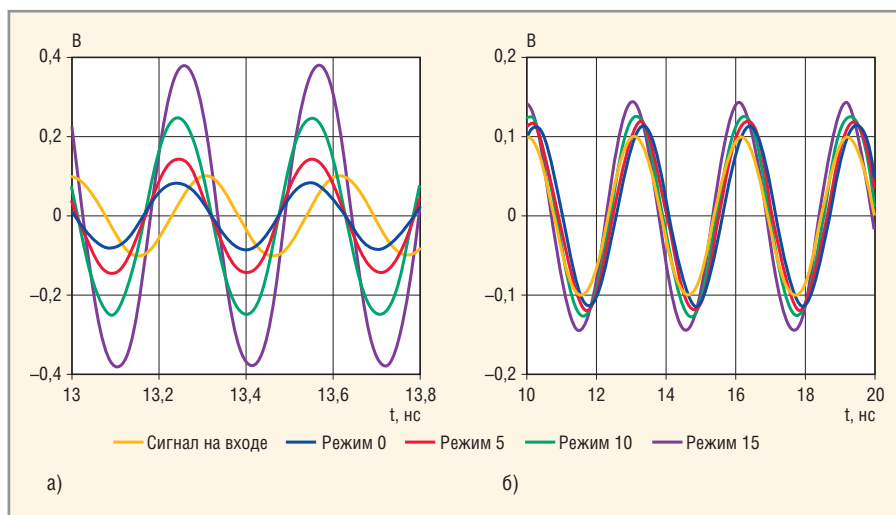 В
0,4
0,2
0
–0,2
–0,4
13
13,2
13,4
13,6
13,8
t, нс
В
0,2
0,1
0
–0,1
–0,2
10
12
14
16
18
20
t, нс
Сигнал на входе
Режим 0
Режим 5
Режим 10
Режим 15
а)
б)